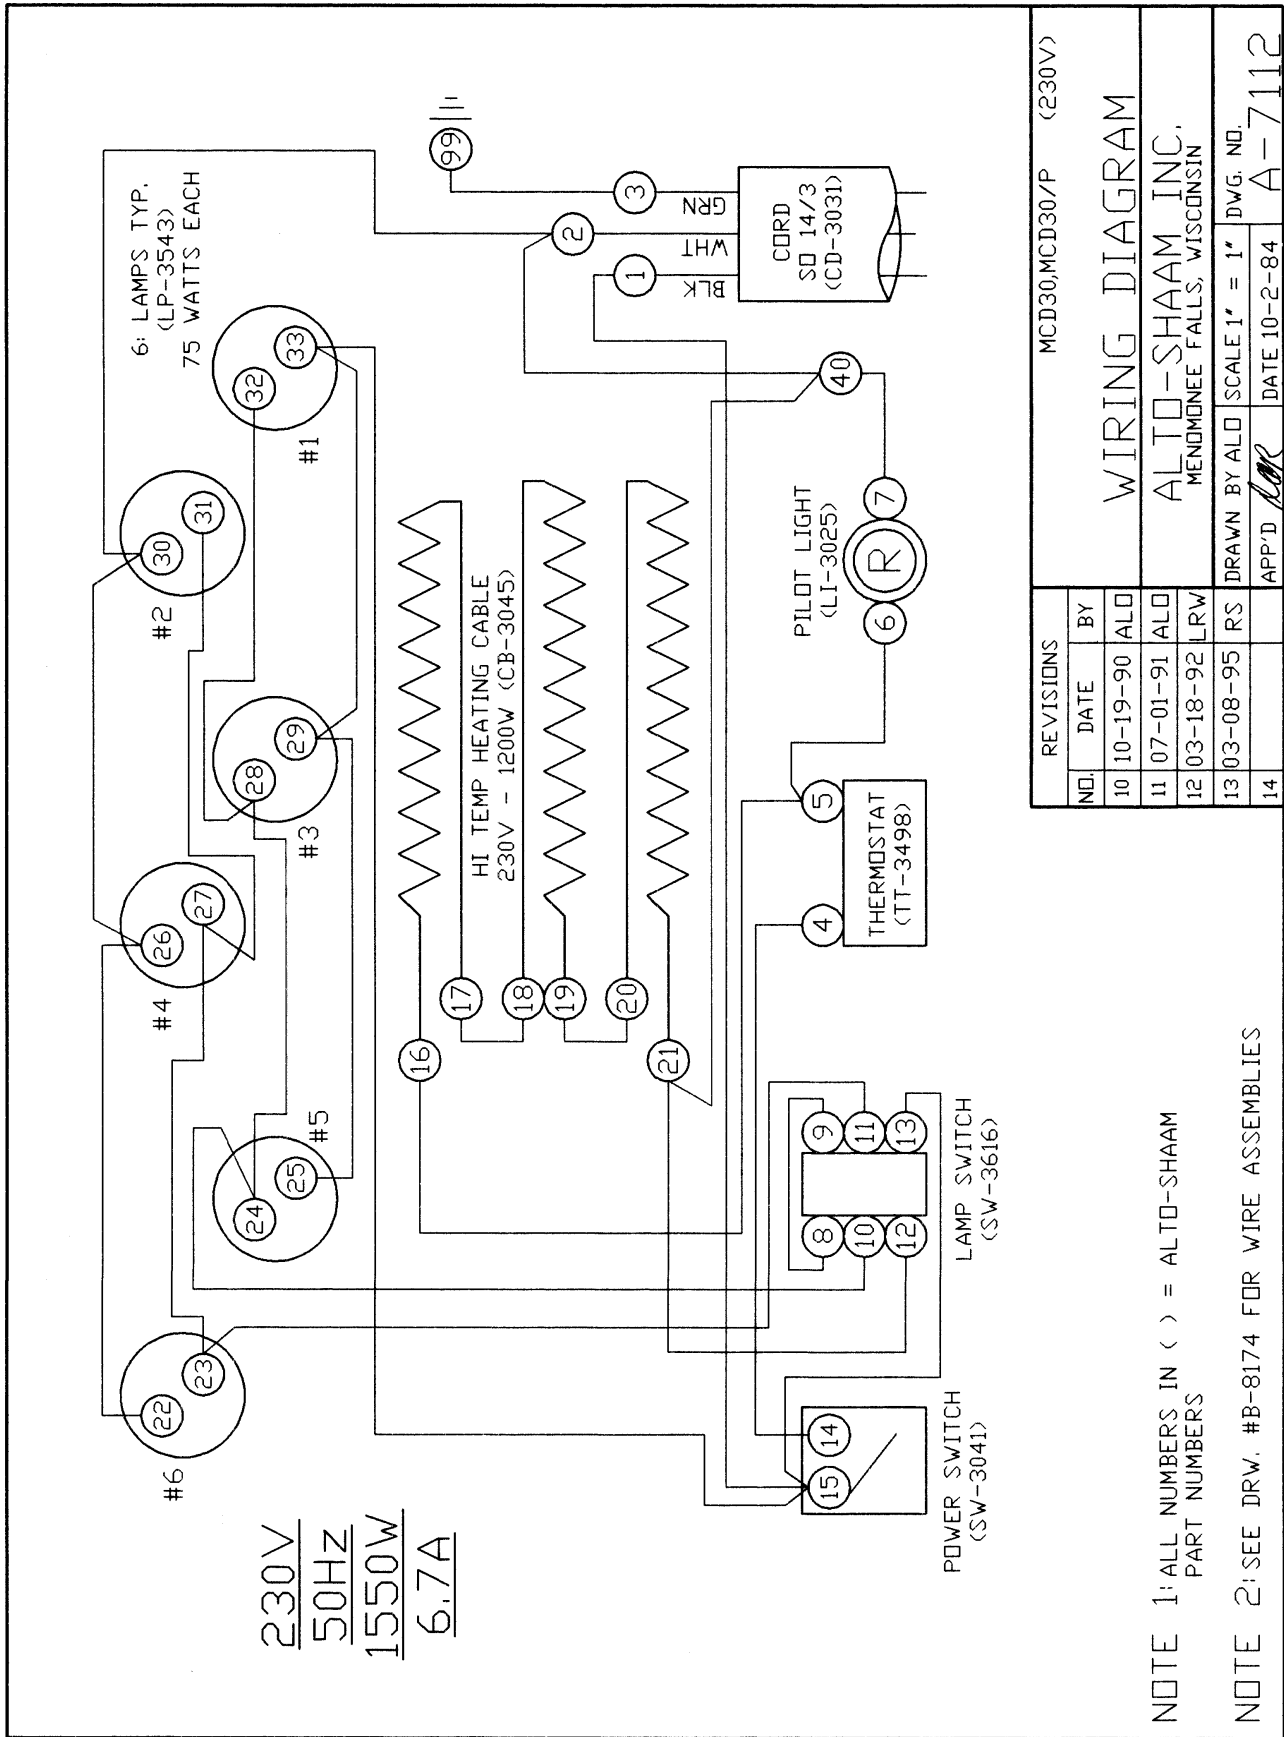 230V
50Hz
1550W
6.7A
6: LAMPS TYP.
(LP-3543)
75 WATTS EACH
#6
22
23
#5
24
25
#4
26
27
#3
28
29
#2
30
31
#1
32
33
99
HI TEMP HEATING CABLE
230V - 1200W (CB-3045)
16
17
18
19
20
21
1
2
3
BLK
WHT
GRN
CORD
SO 14/3
(CD-3031)
40
PILOT LIGHT
(LI-3025)
6
R
7
4
5
THERMOSTAT
(TT-3498)
8
9
10
11
12
13
LAMP SWITCH
(SW-3616)
15
14
POWER SWITCH
(SW-3041)
NOTE 1: ALL NUMBERS IN ( ) = ALTO-SHAAM
PART NUMBERS
NOTE 2: SEE DRW. #B-8174 FOR WIRE ASSEMBLIES
REVISIONS
NO. DATE BY
10 10-19-90 ALO
11 07-01-91 ALO
12 03-18-92 LRW
13 03-08-95 RS
14
MCD30,MCD30/P (230V)
WIRING DIAGRAM
ALTO-SHAAM INC.
MENOMONEE FALLS, WISCONSIN
DRAWN BY ALO SCALE 1" = 1" DWG. NO.
APP'D DATE 10-2-84 A-7112